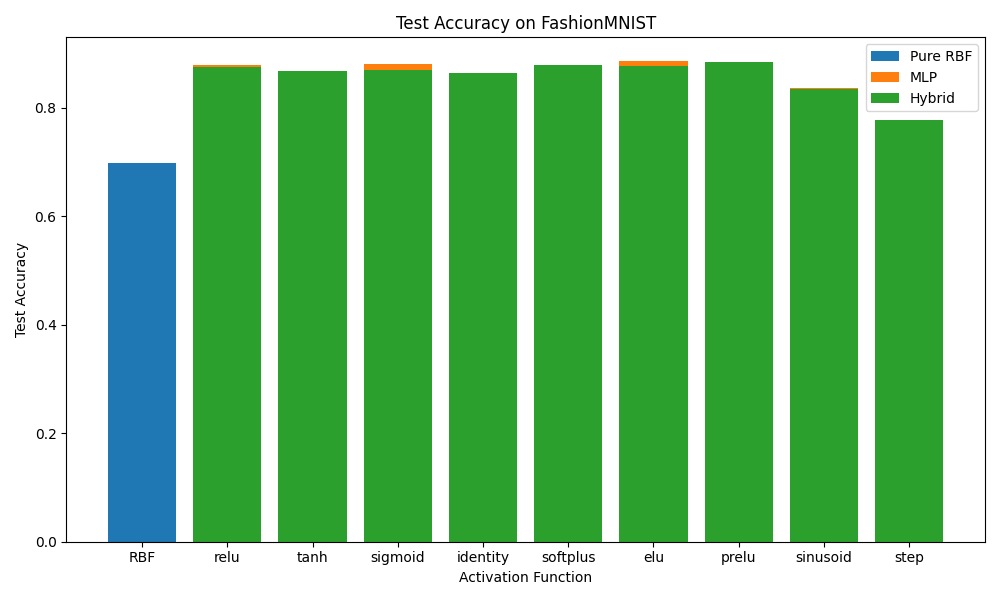 Test Accuracy on FashionMNIST
Pure RBF
MLP
Hybrid
Test Accuracy
0.8
0.6
0.4
0.2
0.0
RBF relu tanh sigmoid identity softplus elu prelu sinusoid step
Activation Function